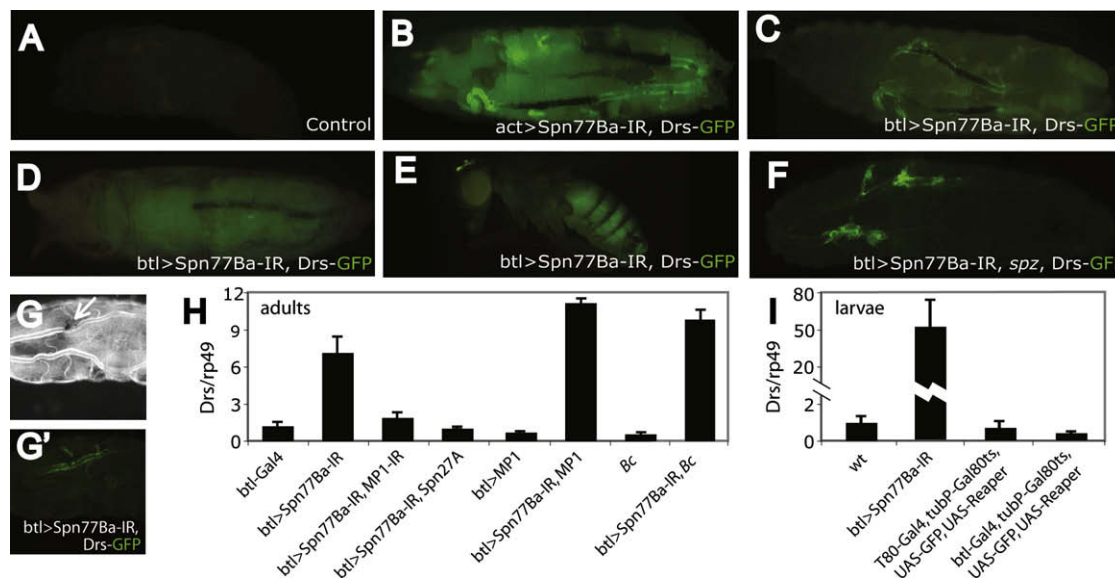 A
Control
B
act>Spn77Ba-IR, Drs-GFP
C
btl>Spn77Ba-IR, Drs-GFP
D
btl>Spn77Ba-IR, Drs-GFP
E
btl>Spn77Ba-IR, Drs-GFP
F
btl>Spn77Ba-IR, spz, Drs-GFP
G
G'
btl>Spn77Ba-IR,
Drs-GFP
H
adults
Drs/rp49
12
9
6
3
0
btl-Gal4
btl>Spn77Ba-IR
btl>Spn77Ba-IR, MP1-IR
btl>Spn77Ba-IR, Spn27A
btl>MP1
btl>Spn77Ba-IR, MP1
Bc
btl>Spn77Ba-IR, Bc
I
larvae
Drs/rp49
80
50
20
2
0
wt
btl>Spn77Ba-IR
T80-Gal4, tubP-Gal80ts,
UAS-GFP, UAS-Reaper
btl-Gal4, tubP-Gal80ts,
UAS-GFP, UAS-Reaper